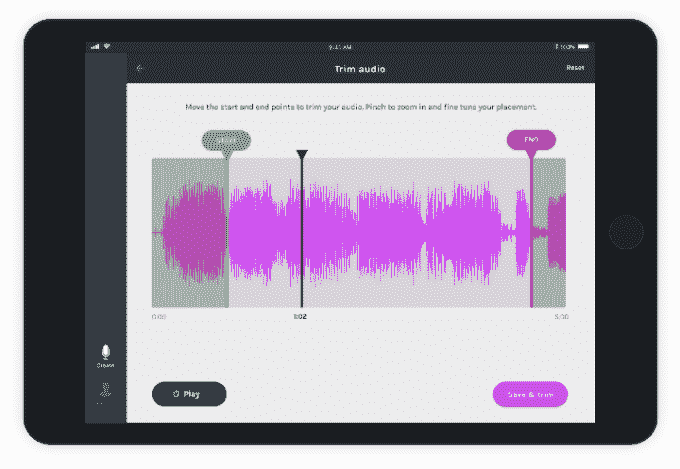 9:41 AM
100%
Trim audio
Reset
Move the start and end points to trim your audio. Pinch to zoom in and fine tune your placement.
END
0:00
1:02
5:00
Create
Play
Save & trim